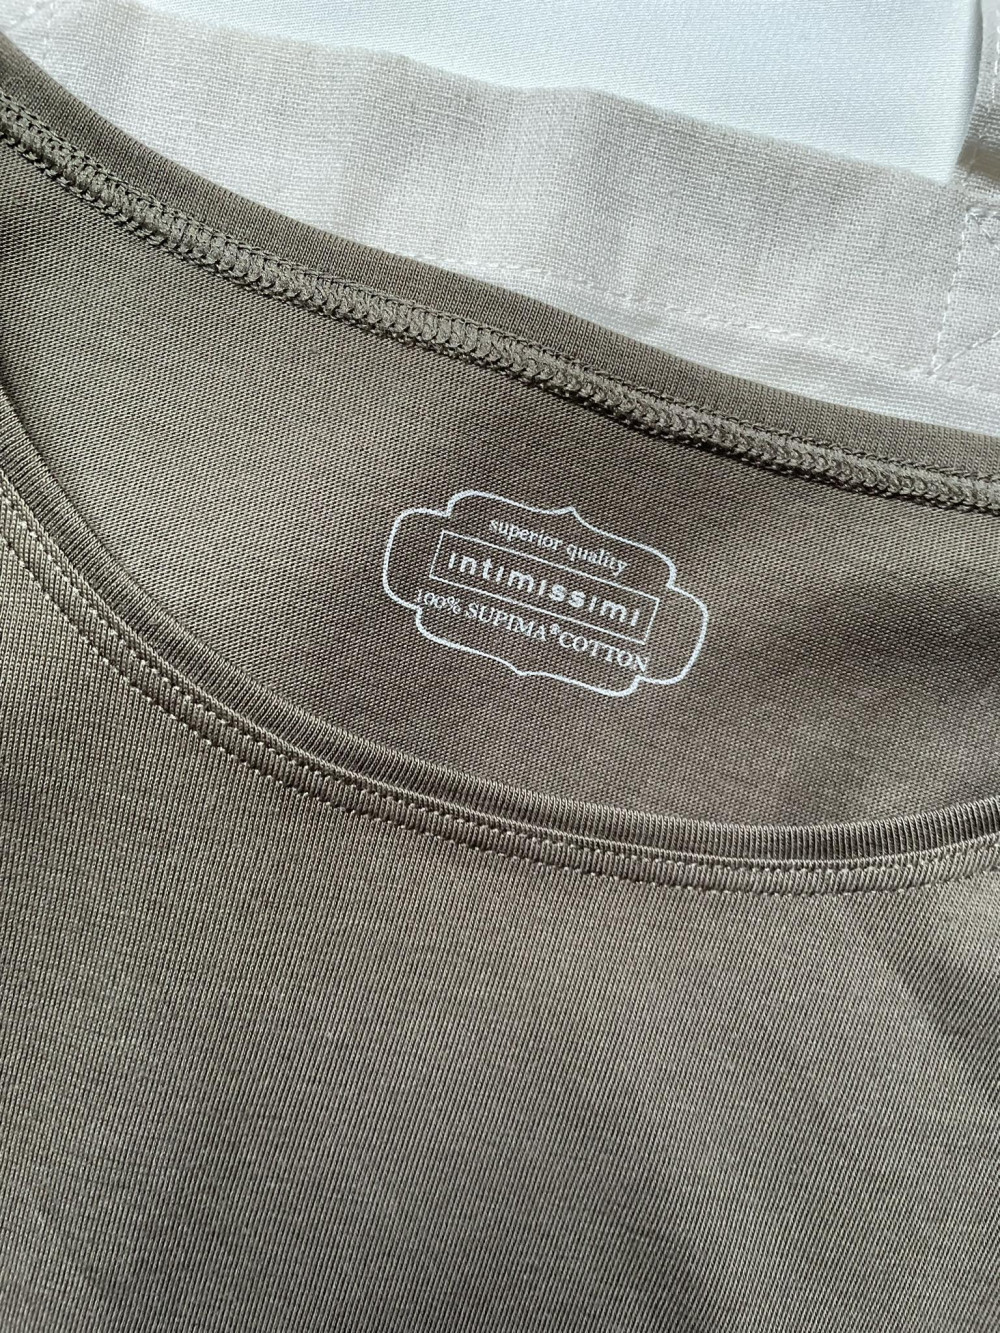 superior quality
intimissimi
100% SUPIMA® COTTON